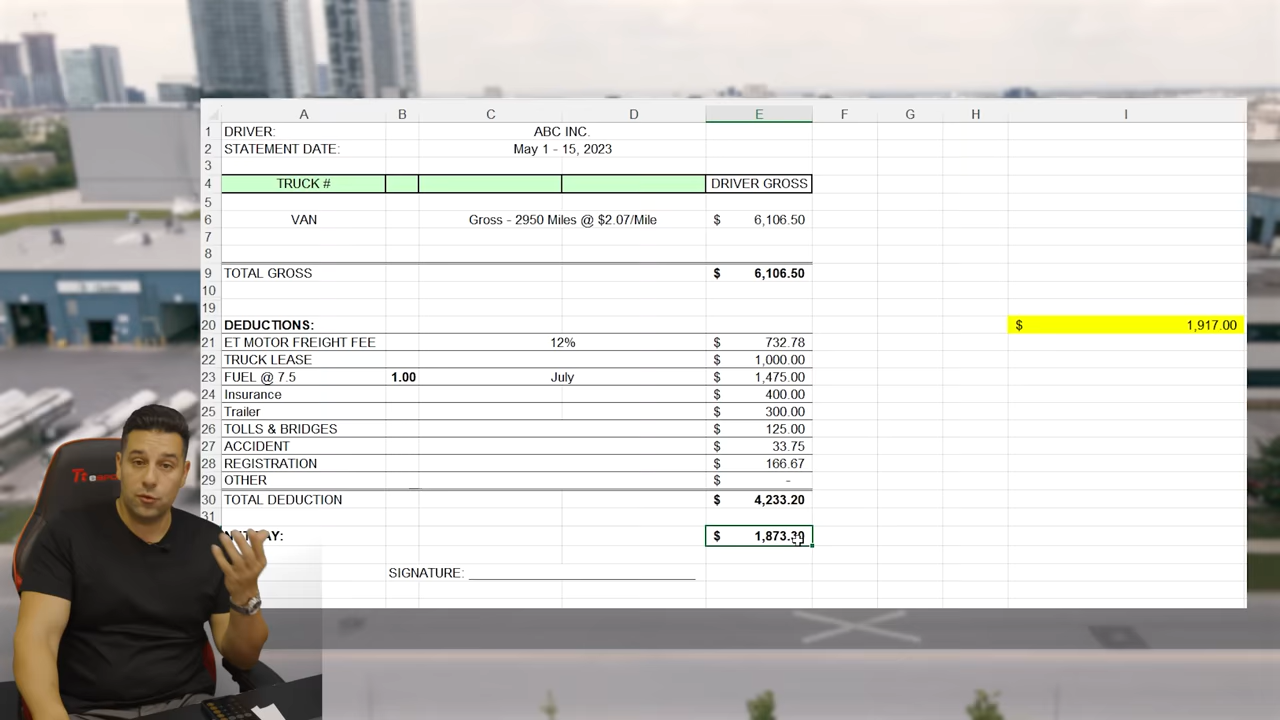 A B C D E F G H I
1 DRIVER: ABC INC.
2 STATEMENT DATE: May 1 - 15, 2023
3
4 TRUCK # DRIVER GROSS
5
6 VAN Gross - 2950 Miles @ $2.07/Mile $ 6,106.50
7
8
9 TOTAL GROSS $ 6,106.50
10
19
20 DEDUCTIONS: $ 1,917.00
21 ET MOTOR FREIGHT FEE 12% $ 732.78
22 TRUCK LEASE $ 1,000.00
23 FUEL @ 7.5 1.00 July $ 1,475.00
24 Insurance $ 400.00
25 Trailer $ 300.00
26 TOLLS & BRIDGES $ 125.00
27 ACCIDENT $ 33.75
28 REGISTRATION $ 166.67
29 OTHER $ -
30 TOTAL DEDUCTION $ 4,233.20
31
$ 1,873.30
SIGNATURE: